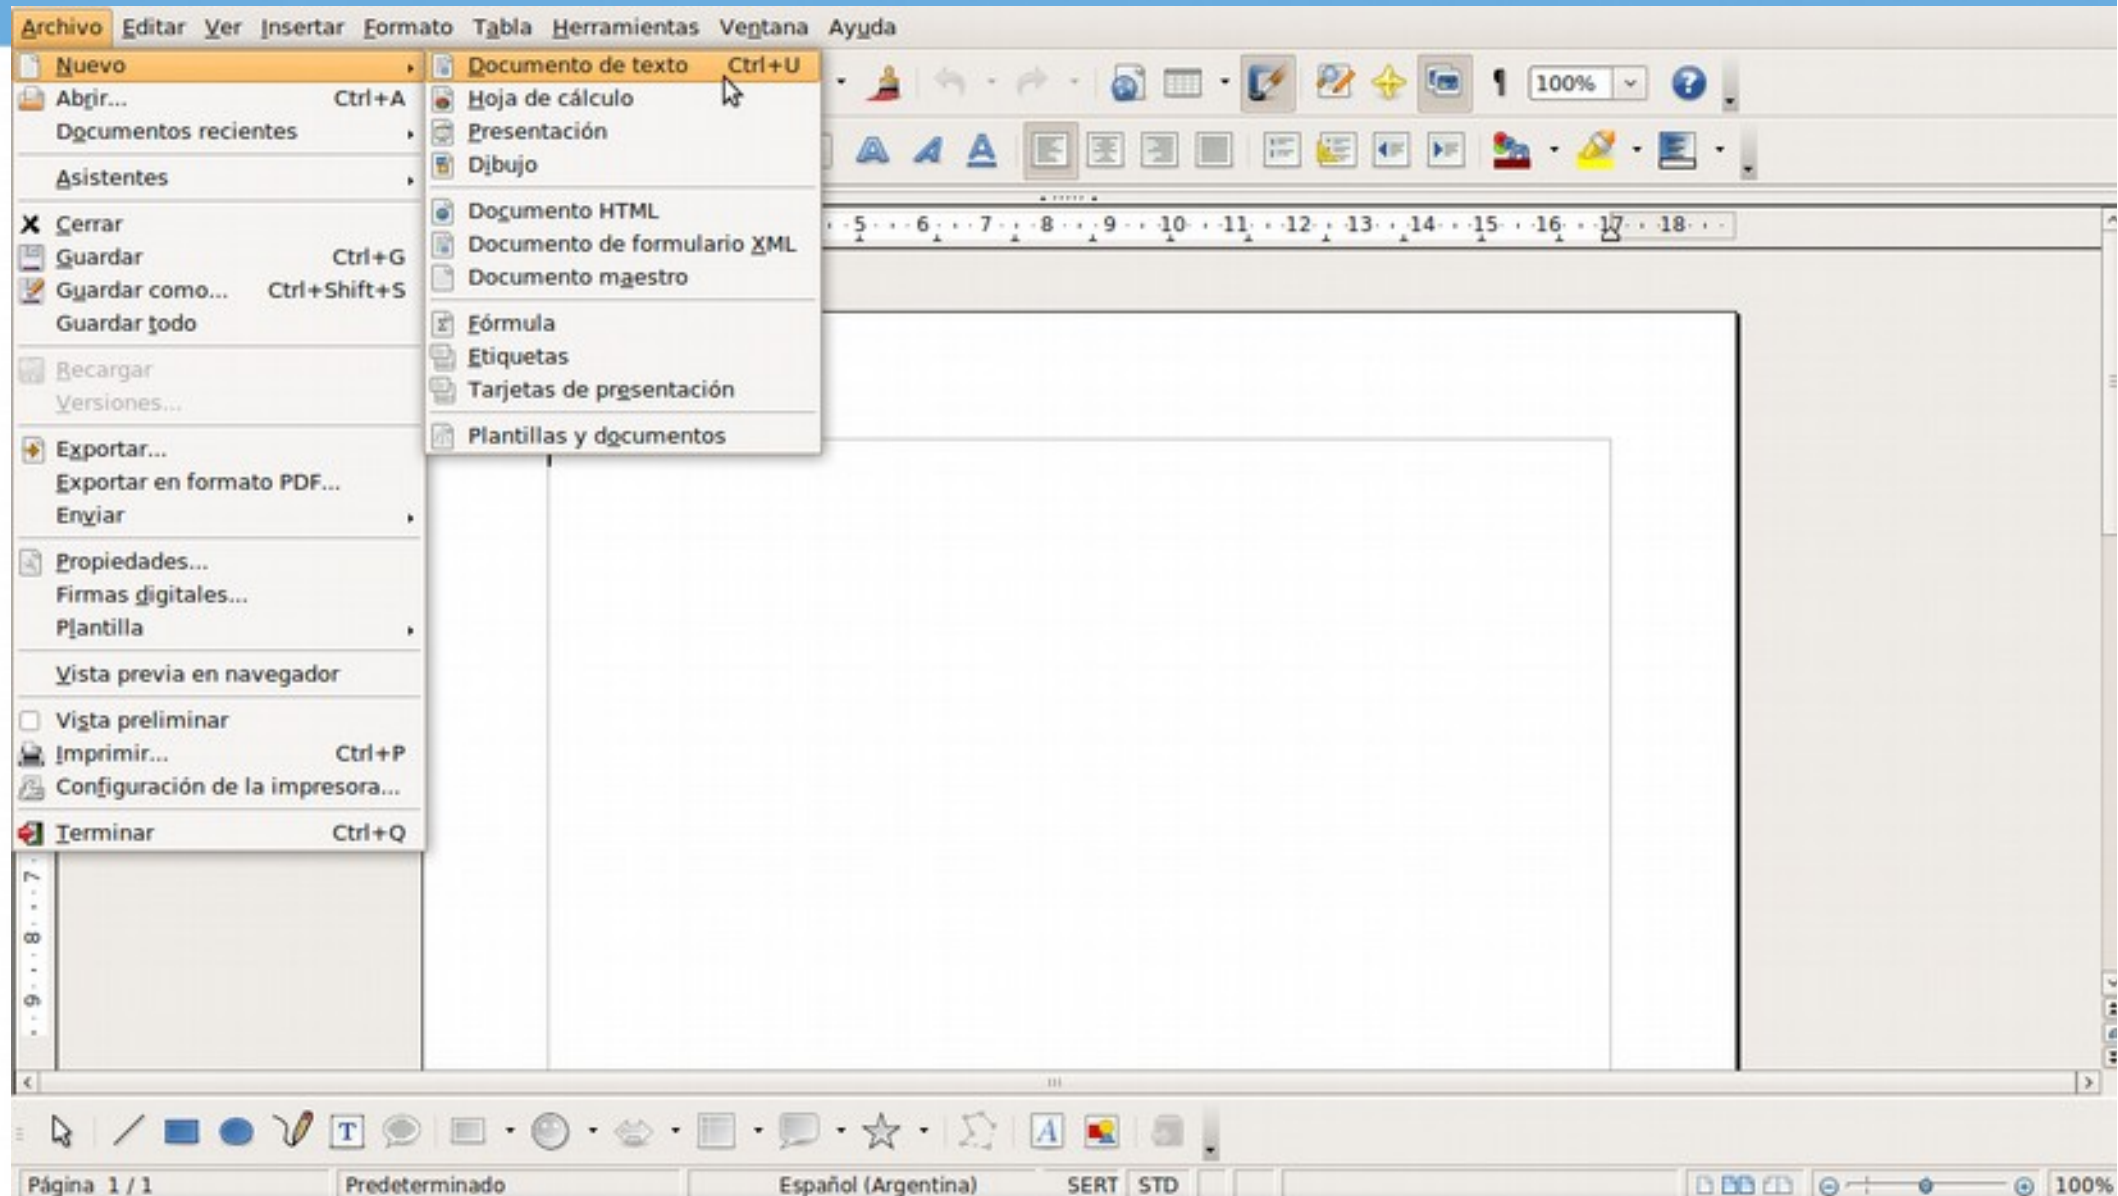 Archivo Editar Ver Insertar Formato Tabla Herramientas Ventana Ayuda
Nuevo
Abrir... Ctrl+A
Documentos recientes
Asistentes
Cerrar
Guardar Ctrl+G
Guardar como... Ctrl+Shift+S
Guardar todo
Recargar
Versiones...
Exportar...
Exportar en formato PDF...
Enviar
Propiedades...
Firmas digitales...
Plantilla
Vista previa en navegador
Vista preliminar
Imprimir... Ctrl+P
Configuración de la impresora...
Terminar Ctrl+Q
Documento de texto Ctrl+U
Hoja de cálculo
Presentación
Dibujo
Documento HTML
Documento de formulario XML
Documento maestro
Fórmula
Etiquetas
Tarjetas de presentación
Plantillas y documentos
100%
5 6 7 8 9 10 11 12 13 14 15 16 17 18
7
8
9
Página 1 / 1 Predeterminado Español (Argentina) SERT STD 100%